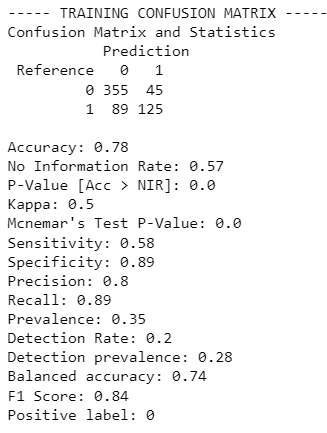 ----- TRAINING CONFUSION MATRIX -----
Confusion Matrix and Statistics
Prediction
Reference 0 1
0 355 45
1 89 125
Accuracy: 0.78
No Information Rate: 0.57
P-Value [Acc > NIR]: 0.0
Kappa: 0.5
Mcnemar's Test P-Value: 0.0
Sensitivity: 0.58
Specificity: 0.89
Precision: 0.8
Recall: 0.89
Prevalence: 0.35
Detection Rate: 0.2
Detection prevalence: 0.28
Balanced accuracy: 0.74
F1 Score: 0.84
Positive label: 0